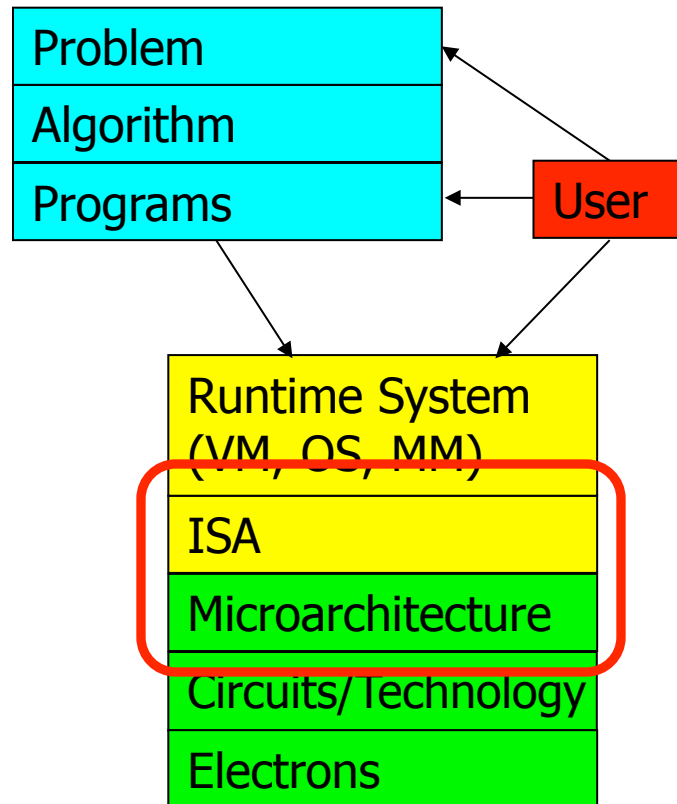 Problem
Algorithm
Programs
User
Runtime System
(VM, OS, MM)
ISA
Microarchitecture
Circuits/Technology
Electrons